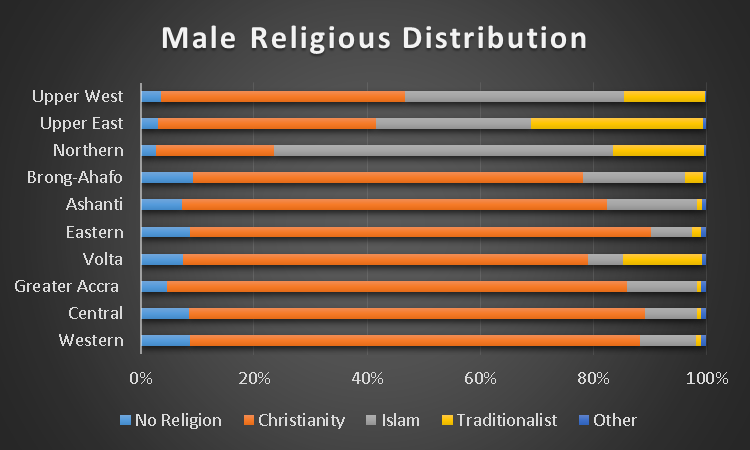 Male Religious Distribution
Upper West
Upper East
Northern
Brong-Ahafo
Ashanti
Eastern
Volta
Greater Accra
Central
Western
0% 20% 40% 60% 80% 100%
No Religion Christianity Islam Traditionalist Other